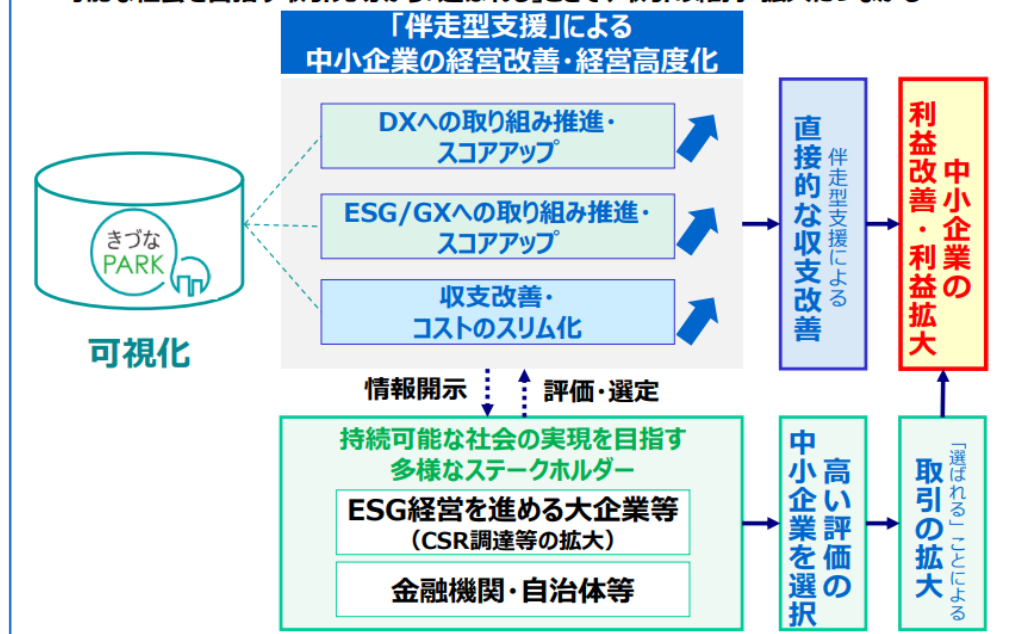 「伴走型支援」による
中小企業の経営改善・経営高度化
DXへの取り組み推進・
スコアアップ
ESG/GXへの取り組み推進・
スコアアップ
収支改善・
コストのスリム化
きづな
PARK
可視化
伴走型支援による
直接的な収支改善
中小企業の
利益改善・利益拡大
情報開示
評価・選定
持続可能な社会の実現を目指す
多様なステークホルダー
ESG経営を進める大企業等
（CSR調達等の拡大）
金融機関・自治体等
高い評価の
中小企業を選択
「選ばれる」ことによる
取引の拡大